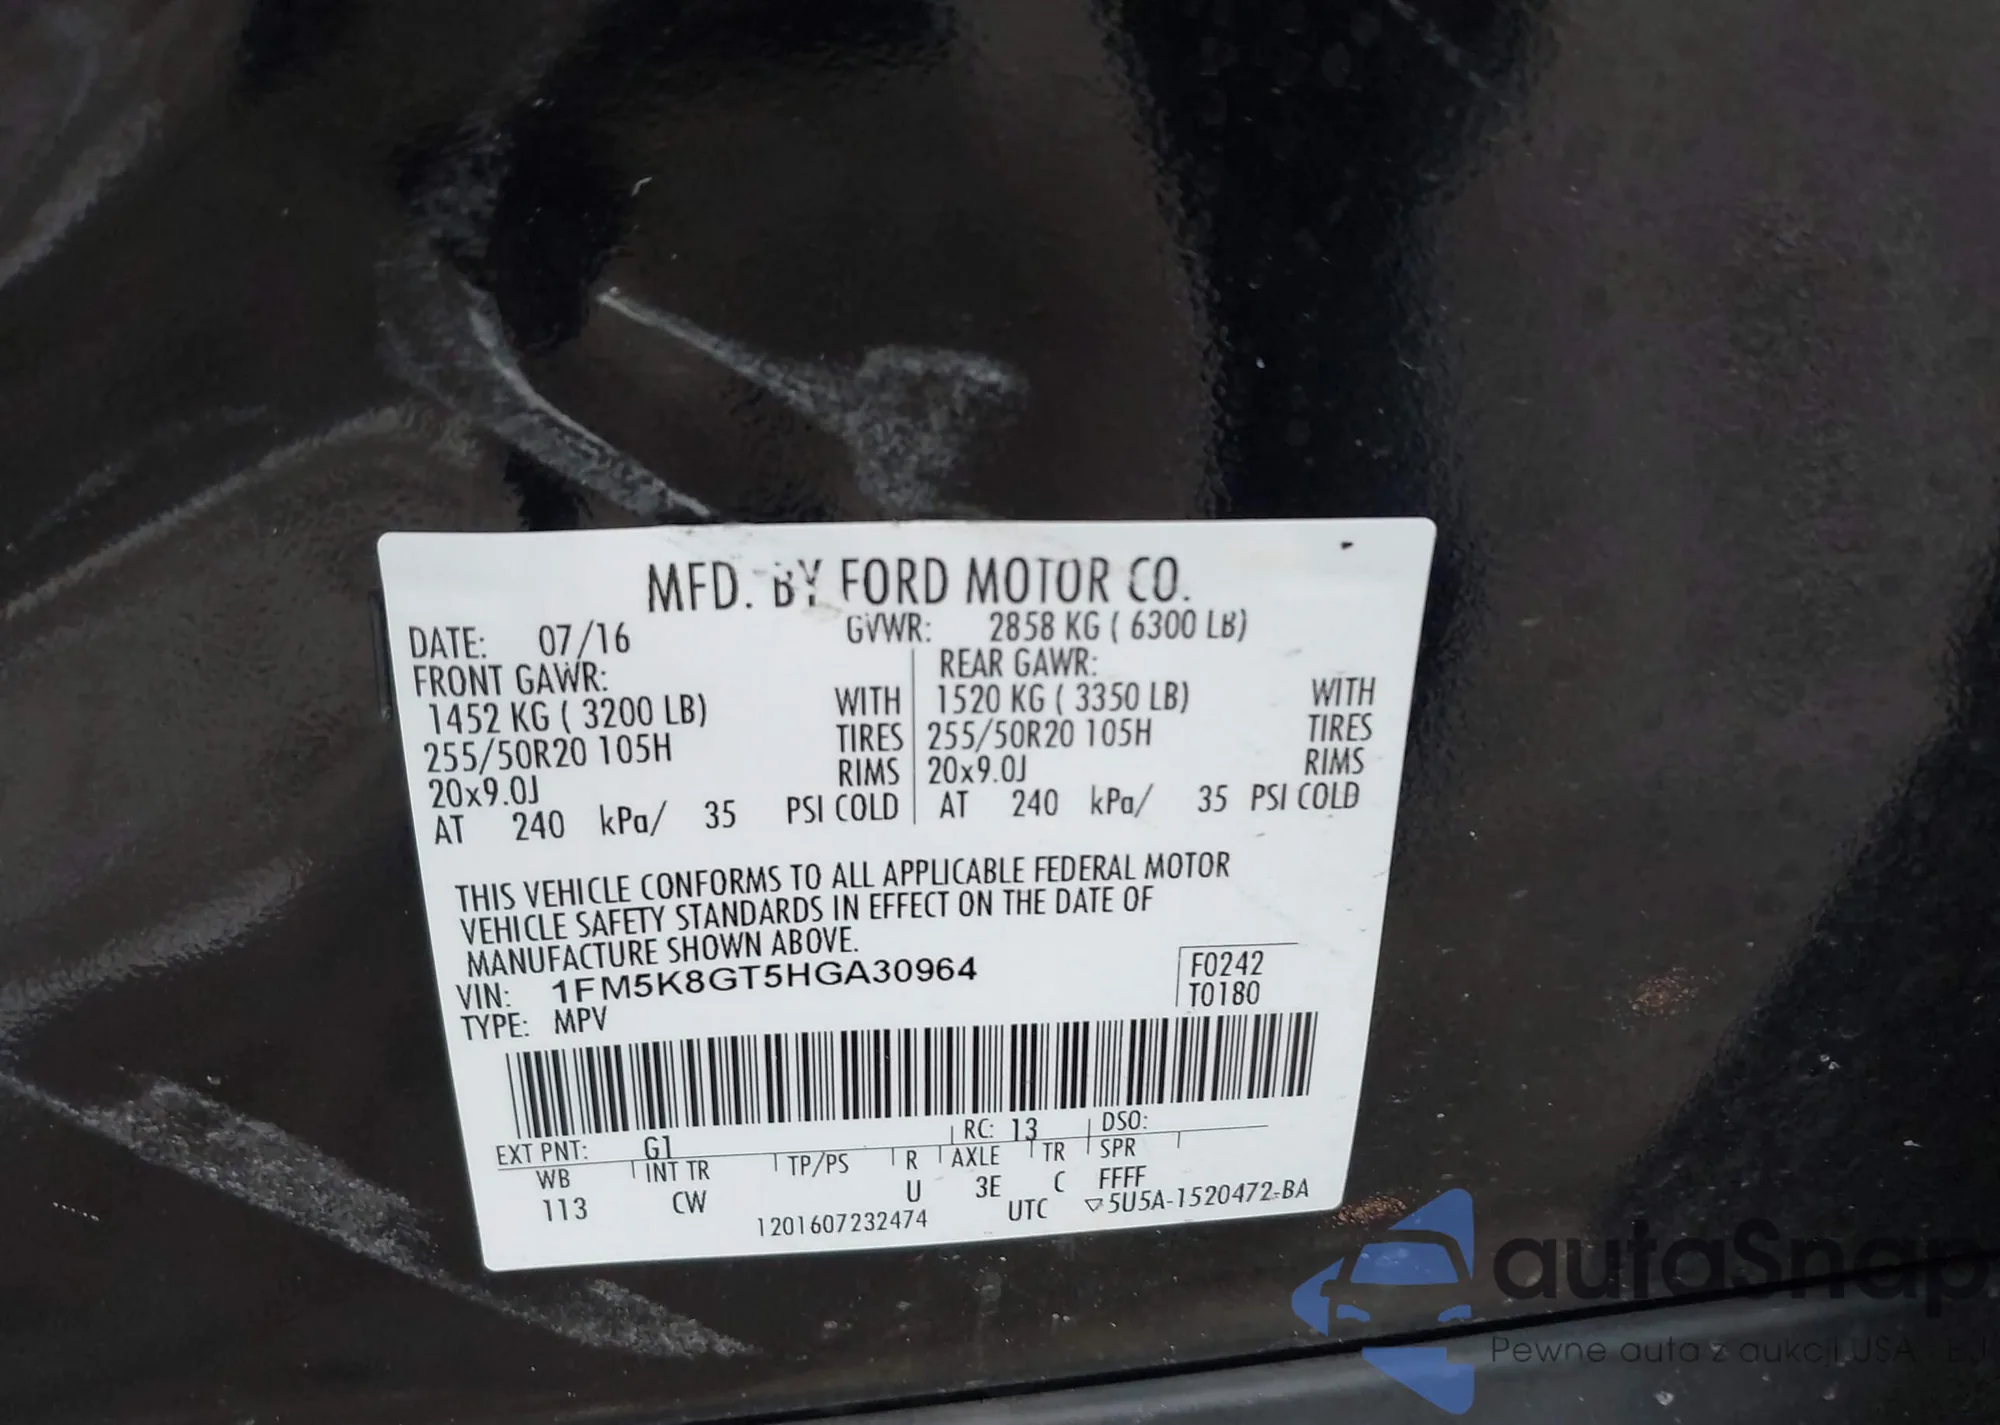 MFD. BY FORD MOTOR CO.
DATE: 07/16 GVWR: 2858 KG ( 6300 LB)
FRONT GAWR: REAR GAWR:
1452 KG ( 3200 LB) WITH 1520 KG ( 3350 LB) WITH
255/50R20 105H TIRES 255/50R20 105H TIRES
20x9.0J RIMS 20x9.0J RIMS
AT 240 kPa/ 35 PSI COLD AT 240 kPa/ 35 PSI COLD
THIS VEHICLE CONFORMS TO ALL APPLICABLE FEDERAL MOTOR
VEHICLE SAFETY STANDARDS IN EFFECT ON THE DATE OF
MANUFACTURE SHOWN ABOVE.
VIN: 1FM5K8GT5HGA30964 F0242
TYPE: MPV T0180
EXT PNT: G1 RC: 13 DSO:
WB INT TR TP/PS R AXLE TR SPR
113 CW U 3E C FFFF
1201607232474 UTC ▽5U5A-1520472-BA
autoSnap
Pewne auta z aukcji USA